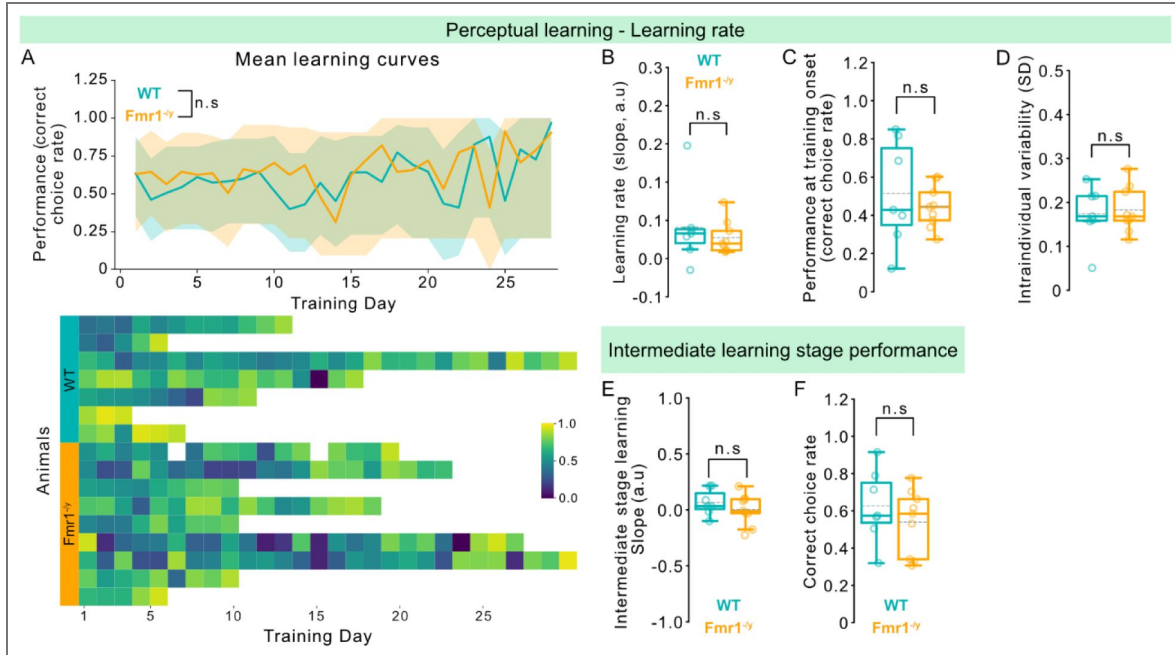 Perceptual learning - Learning rate
A
Mean learning curves
Performance (correct
choice rate)
1.25
1.00
0.75
0.50
0.25
0
WT
Fmr1-/y
n.s
0
5
10
15
20
25
Training Day
Animals
WT
Fmr1-/y
1.0
0.5
0.0
1
5
10
15
20
25
Training Day
B
WT
Fmr1-/y
Learning rate (slope, a.u)
0.3
0.2
0.2
0.1
0.1
0.0
-0.1
n.s
C
Performance at training onset
(correct choice rate)
1.2
1.0
0.8
0.6
0.4
0.2
0
n.s
D
Intraindividual variability (SD)
0.5
0.4
0.3
0.2
0.1
0
n.s
Intermediate learning stage performance
E
Intermediate stage learning
Slope (a.u)
1.0
0.5
0.0
-0.5
-1.0
n.s
WT
Fmr1-/y
F
Correct choice rate
1.2
1.0
0.8
0.6
0.4
0.2
0
n.s
WT
Fmr1-/y